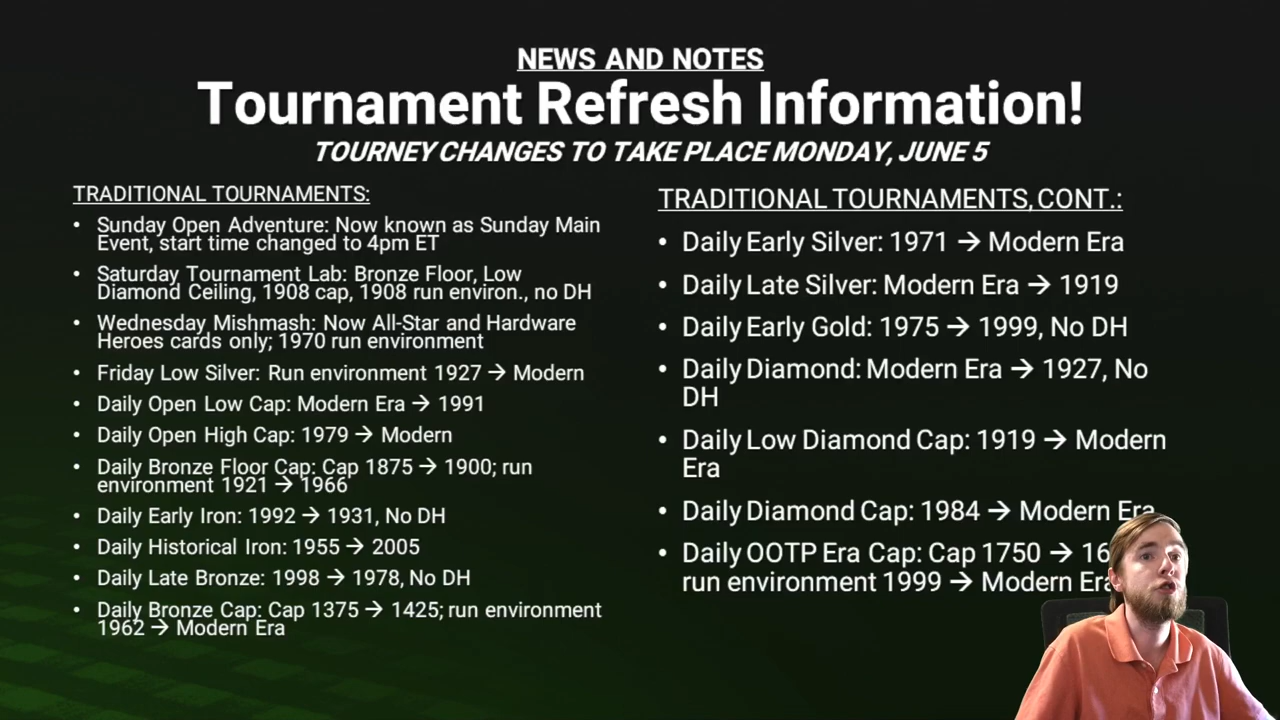 NEWS AND NOTES
Tournament Refresh Information!
TOURNEY CHANGES TO TAKE PLACE MONDAY, JUNE 5
TRADITIONAL TOURNAMENTS:
• Sunday Open Adventure: Now known as Sunday Main
Event, start time changed to 4pm ET
• Saturday Tournament Lab: Bronze Floor, Low
Diamond Ceiling, 1908 cap, 1908 run environ., no DH
• Wednesday Mishmash: Now All-Star and Hardware
Heroes cards only; 1970 run environment
• Friday Low Silver: Run environment 1927 → Modern
• Daily Open Low Cap: Modern Era → 1991
• Daily Open High Cap: 1979 → Modern
• Daily Bronze Floor Cap: Cap 1875 → 1900; run
environment 1921 → 1966
• Daily Early Iron: 1992 → 1931, No DH
• Daily Historical Iron: 1955 → 2005
• Daily Late Bronze: 1998 → 1978, No DH
• Daily Bronze Cap: Cap 1375 → 1425; run environment
1962 → Modern Era
TRADITIONAL TOURNAMENTS, CONT.:
• Daily Early Silver: 1971 → Modern Era
• Daily Late Silver: Modern Era → 1919
• Daily Early Gold: 1975 → 1999, No DH
• Daily Diamond: Modern Era → 1927, No
DH
• Daily Low Diamond Cap: 1919 → Modern
Era
• Daily Diamond Cap: 1984 → Modern Era
• Daily OOTP Era Cap: Cap 1750 →
run environment 1999 → Modern Era